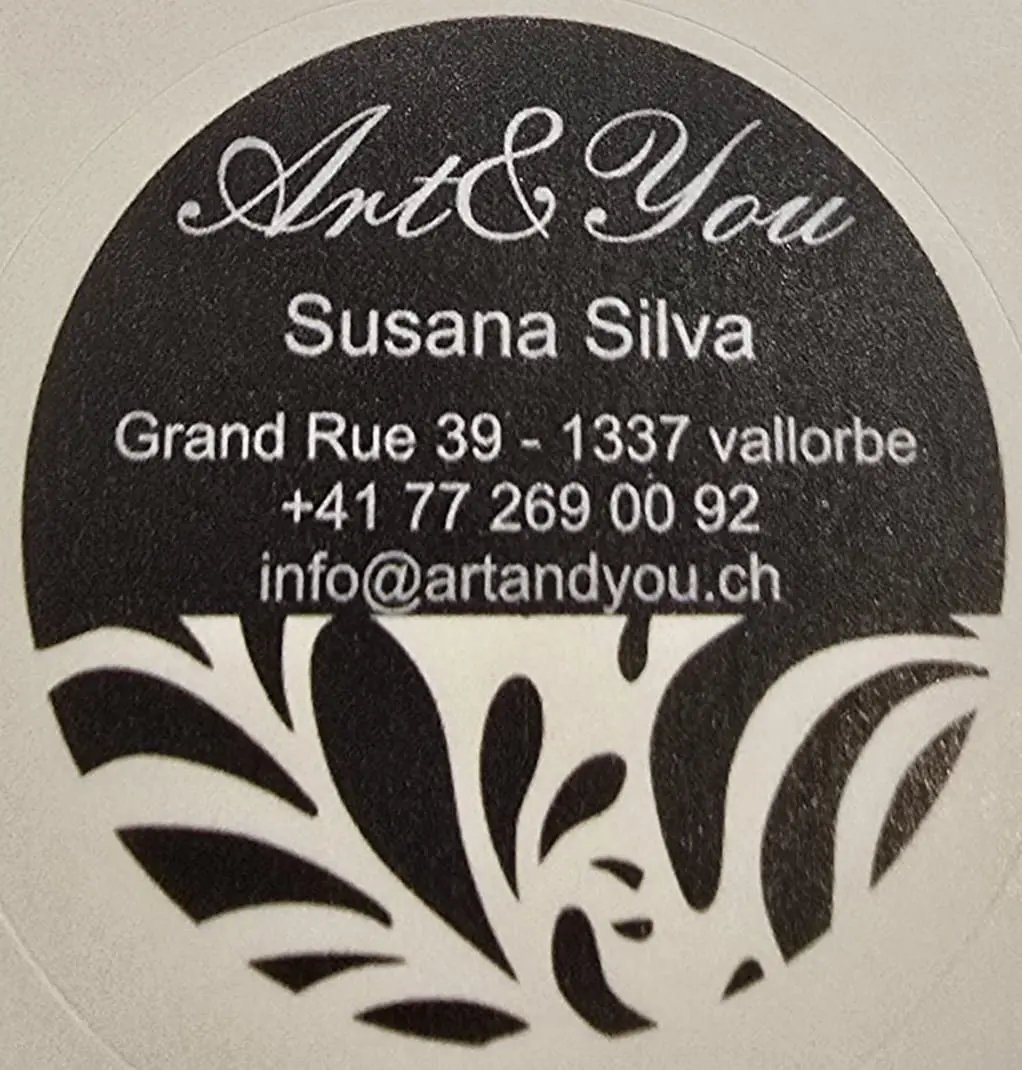 Art&You
Susana Silva
Grand Rue 39 - 1337 vallorbe
+41 77 269 00 92
info@artandyou.ch